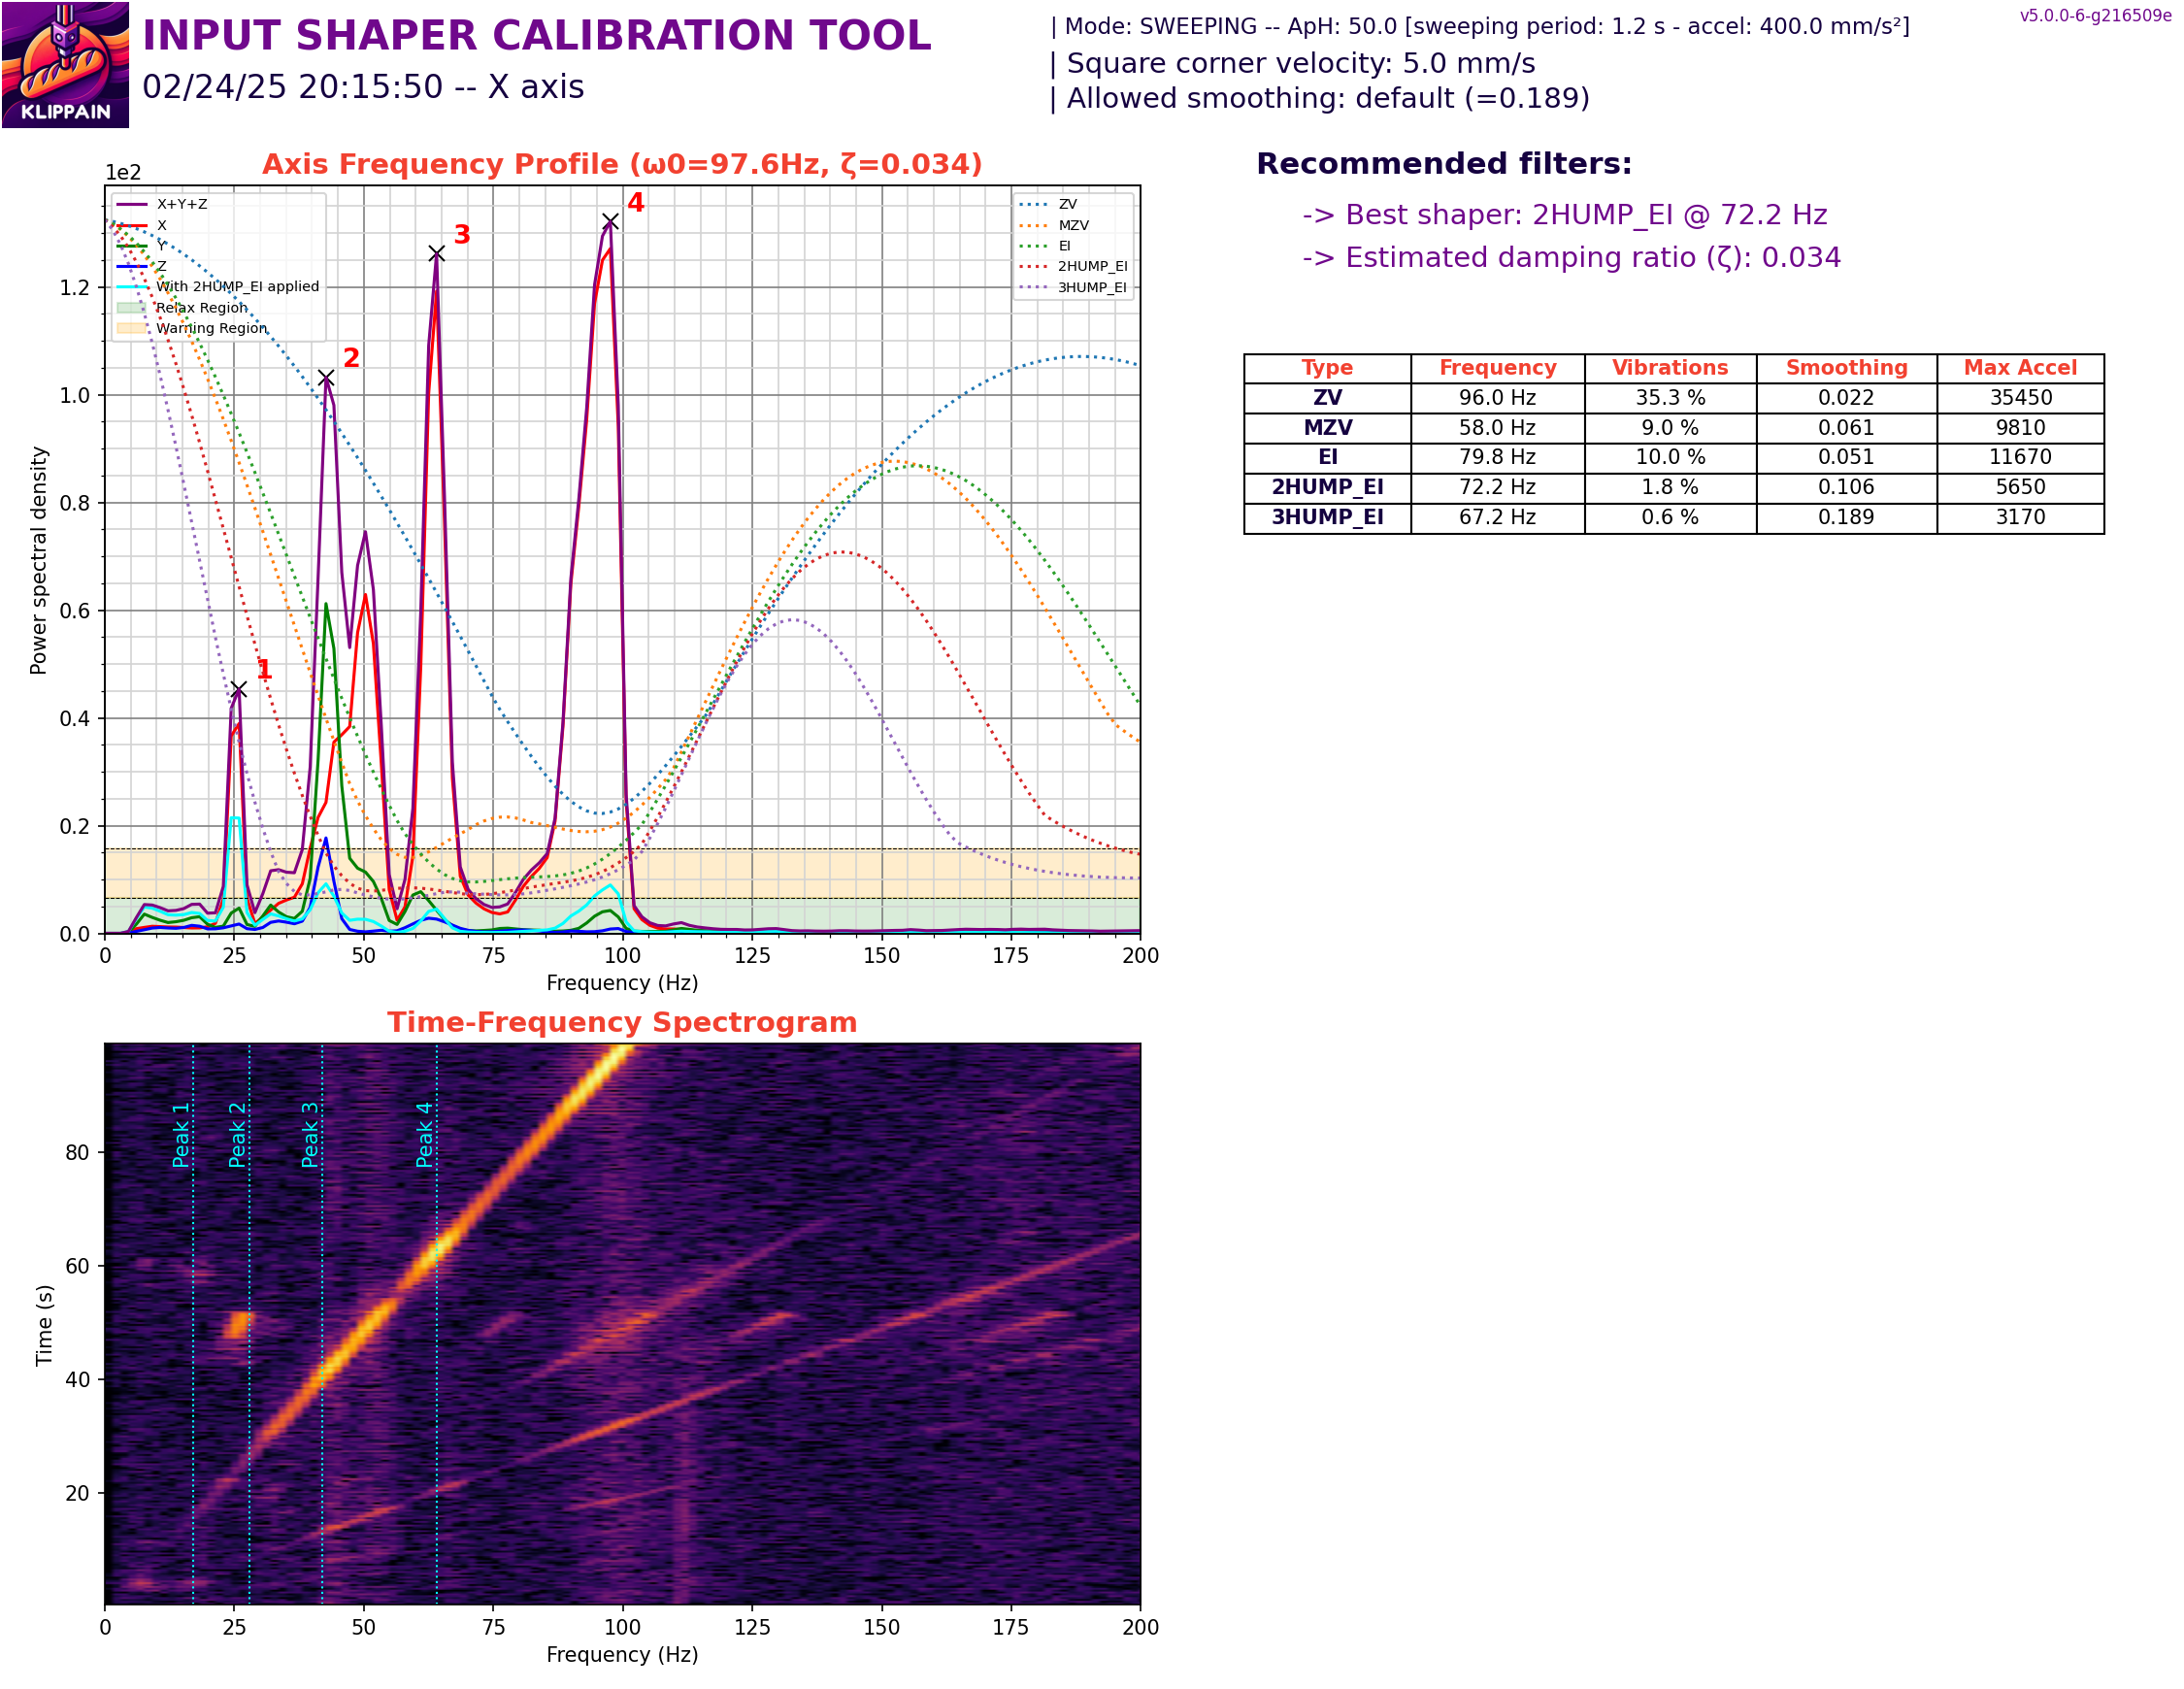 INPUT SHAPER CALIBRATION TOOL
02/24/25 20:15:50 -- X axis
KLIPPAIN
| Mode: SWEEPING -- ApH: 50.0 [sweeping period: 1.2 s - accel: 400.0 mm/s²]
| Square corner velocity: 5.0 mm/s
| Allowed smoothing: default (=0.189)
v5.0.0-6-g216509e
Axis Frequency Profile (ω0=97.6Hz, ζ=0.034)
1e2
X+Y+Z
X
Y
Z
With 2HUMP_EI applied
Relax Region
Warning Region
ZV
MZV
EI
2HUMP_EI
3HUMP_EI
1
2
3
4
Power spectral density
1.2
1.0
0.8
0.6
0.4
0.2
0.0
0 25 50 75 100 125 150 175 200
Frequency (Hz)
Recommended filters:
-> Best shaper: 2HUMP_EI @ 72.2 Hz
-> Estimated damping ratio (ζ): 0.034
Type Frequency Vibrations Smoothing Max Accel
ZV 96.0 Hz 35.3 % 0.022 35450
MZV 58.0 Hz 9.0 % 0.061 9810
EI 79.8 Hz 10.0 % 0.051 11670
2HUMP_EI 72.2 Hz 1.8 % 0.106 5650
3HUMP_EI 67.2 Hz 0.6 % 0.189 3170
Time-Frequency Spectrogram
Peak 1
Peak 2
Peak 3
Peak 4
Time (s)
80
60
40
20
0 25 50 75 100 125 150 175 200
Frequency (Hz)